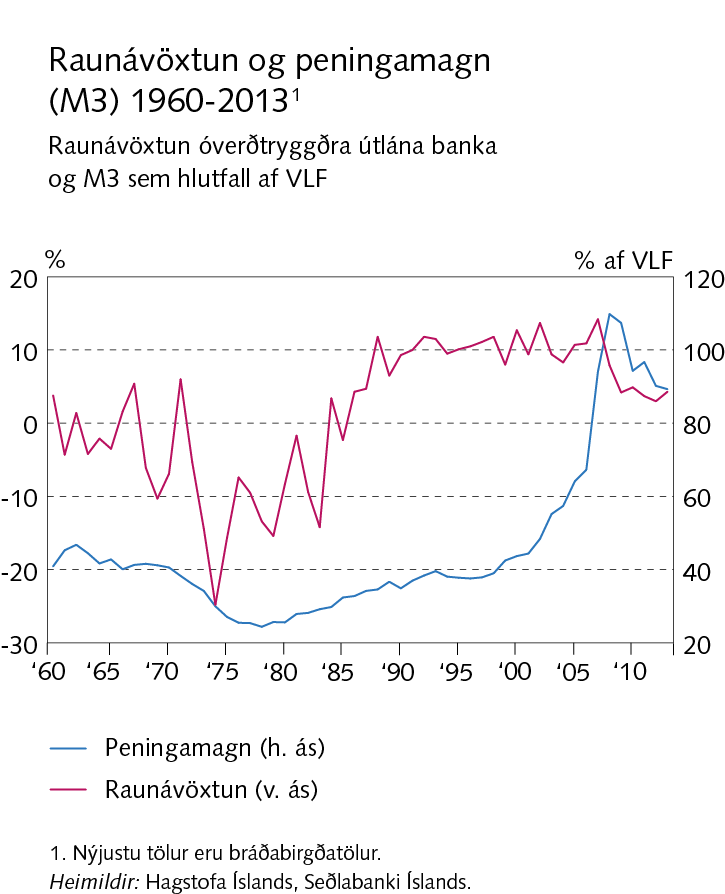 Raunávöxtun og peningamagn
(M3) 1960-2013¹
Raunávöxtun óverðtryggðra útlána banka
og M3 sem hlutfall af VLF
% % af VLF
20 120
10 100
0 80
-10 60
-20 40
-30 20
‘60 ‘65 ‘70 ‘75 ‘80 ‘85 ‘90 ‘95 ‘00 ‘05 ‘10
Peningamagn (h. ás)
Raunávöxtun (v. ás)
1. Nýjustu tölur eru bráðabirgðatölur.
Heimildir: Hagstofa Íslands, Seðlabanki Íslands.